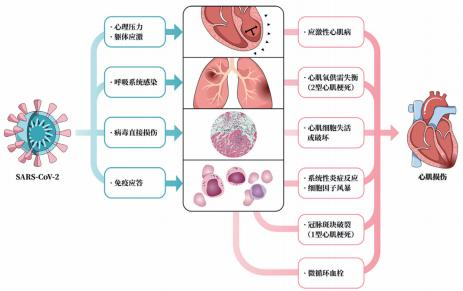 · 心理压力
· 躯体应激
应激性心肌病
· 呼吸系统感染
心肌氧供需失衡
（2型心肌梗死）
· 病毒直接损伤
心肌细胞失活
或破坏
SARS-CoV-2
心肌损伤
· 免疫应答
· 系统性炎症反应
· 细胞因子风暴
冠脉斑块破裂
（1型心肌梗死）
微循环血栓